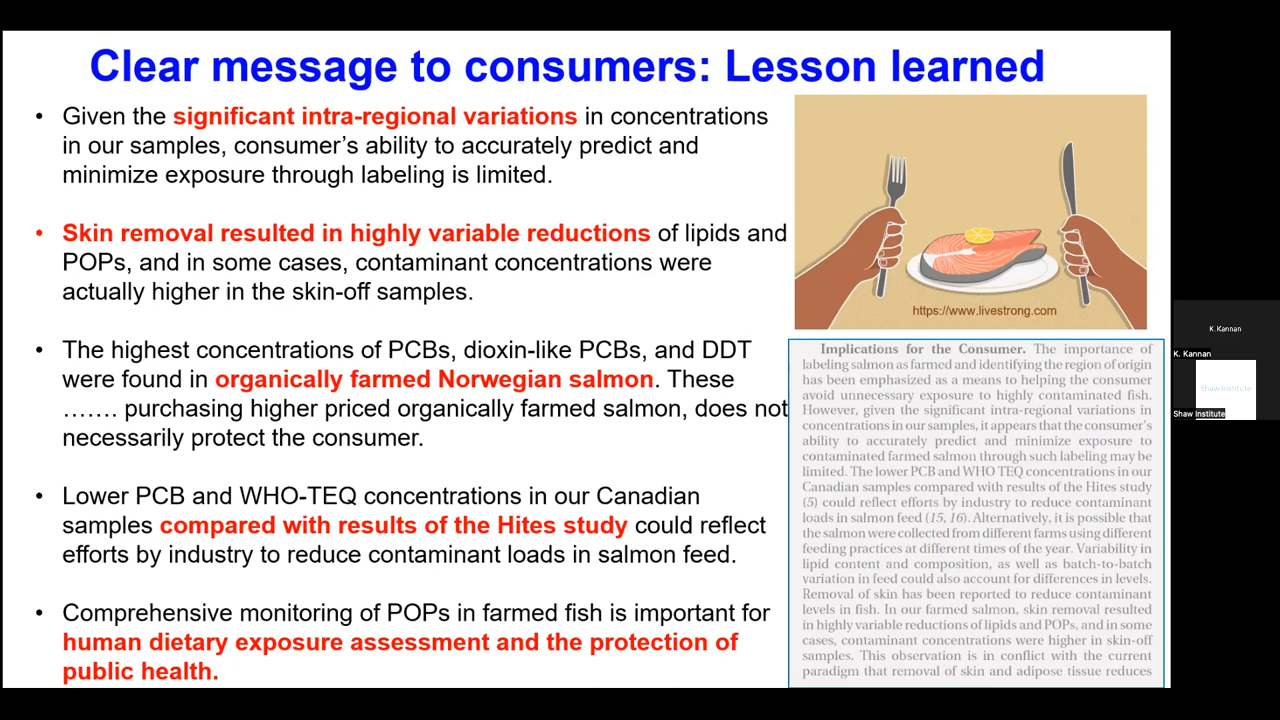 Clear message to consumers: Lesson learned
• Given the significant intra-regional variations in concentrations
in our samples, consumer's ability to accurately predict and
minimize exposure through labeling is limited.
• Skin removal resulted in highly variable reductions of lipids and
POPs, and in some cases, contaminant concentrations were
actually higher in the skin-off samples.
• The highest concentrations of PCBs, dioxin-like PCBs, and DDT
were found in organically farmed Norwegian salmon. These
……. purchasing higher priced organically farmed salmon, does not
necessarily protect the consumer.
• Lower PCB and WHO-TEQ concentrations in our Canadian
samples compared with results of the Hites study could reflect
efforts by industry to reduce contaminant loads in salmon feed.
• Comprehensive monitoring of POPs in farmed fish is important for
human dietary exposure assessment and the protection of
public health.
https://www.livestrong.com
Implications for the Consumer. The importance of
labeling salmon as farmed and identifying the region of origin
has been emphasized as a means to helping the consumer
avoid unnecessary exposure to highly contaminated fish.
However, given the significant intra-regional variations in
concentrations in our samples, it appears that the consumer's
ability to accurately predict and minimize exposure to
contaminated farmed salmon through such labeling may be
limited. The lower PCB and WHO TEQ concentrations in our
Canadian samples compared with results of the Hites study
(5) could reflect efforts by industry to reduce contaminant
loads in salmon feed (15, 16). Alternatively, it is possible that
the salmon were collected from different farms using different
feeding practices at different times of the year. Variability in
lipid content and composition, as well as batch-to-batch
variation in feed could also account for differences in levels.
Removal of skin has been reported to reduce contaminant
levels in fish. In our farmed salmon, skin removal resulted
in highly variable reductions of lipids and POPs, and in some
cases, contaminant concentrations were higher in skin-off
samples. This observation is in conflict with the current
paradigm that removal of skin and adipose tissue reduces
K. Kannan
K. Kannan
Shaw Institute
Shaw Institute